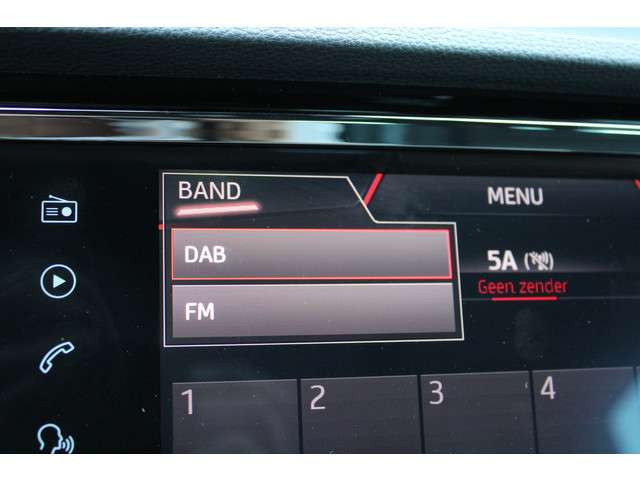 BAND
MENU
DAB
5A
Geen zender
FM
1
2
3
4